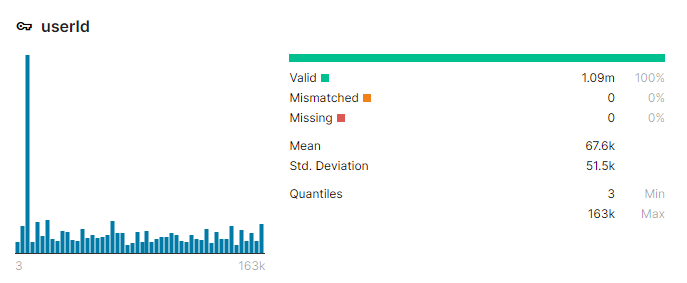 userId
Valid 1.09m 100%
Mismatched 0 0%
Missing 0 0%
Mean 67.6k
Std. Deviation 51.5k
Quantiles 3 Min
163k Max
3 163k